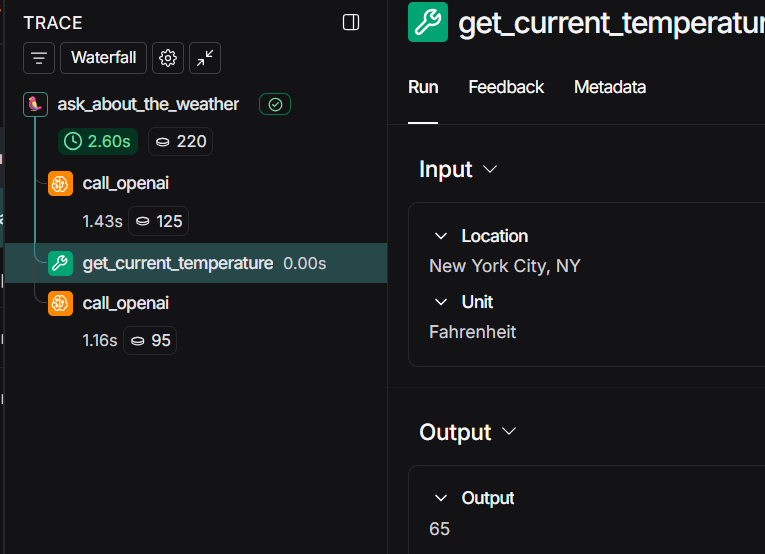 TRACE
Waterfall
ask_about_the_weather
2.60s 220
call_openai
1.43s 125
get_current_temperature 0.00s
call_openai
1.16s 95
get_current_temperatur
Run Feedback Metadata
Input
Location
New York City, NY
Unit
Fahrenheit
Output
Output
65